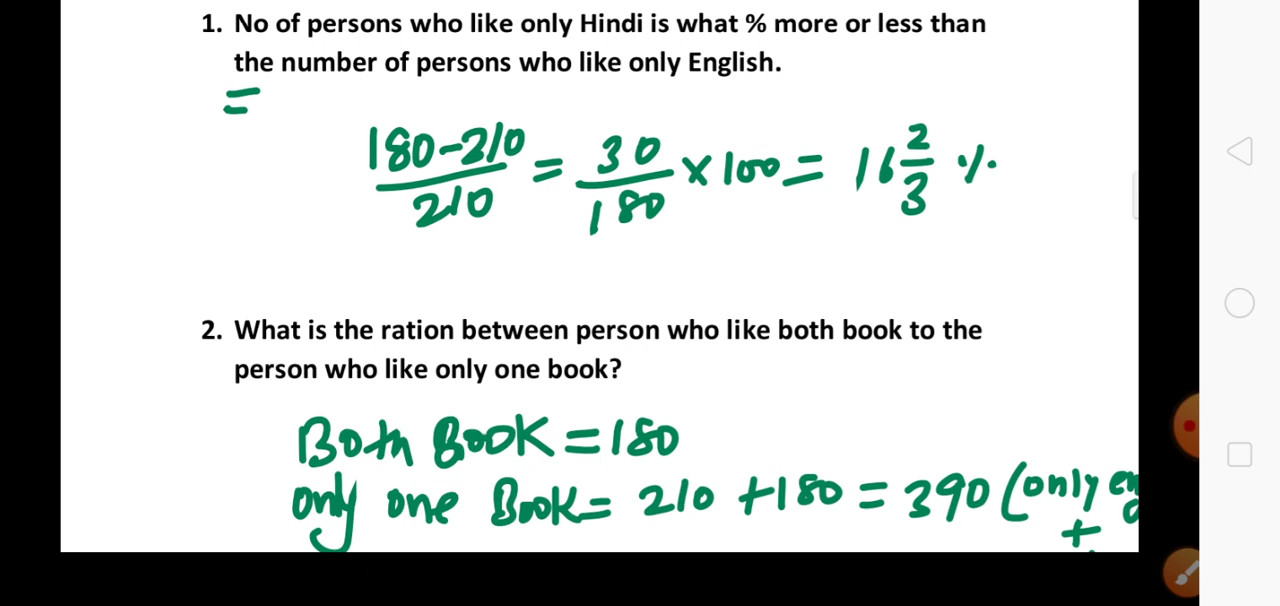 1. No of persons who like only Hindi is what % more or less than
the number of persons who like only English.
=
180-210/210 = 30/180 × 100 = 16 2/3 %
2. What is the ration between person who like both book to the
person who like only one book?
Both Book = 180
only one Book = 210 + 180 = 390 (only en
+